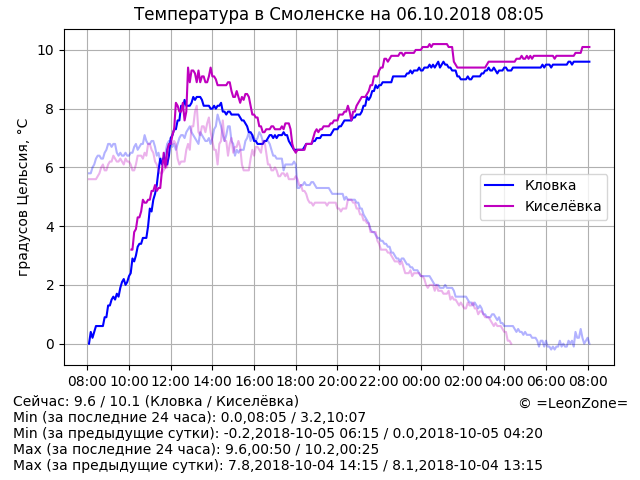 Температура в Смоленске на 06.10.2018 08:05
градусов Цельсия, °C
10
8
6
4
2
0
Кловка
Киселёвка
08:00 10:00 12:00 14:00 16:00 18:00 20:00 22:00 00:00 02:00 04:00 06:00 08:00
Сейчас: 9.6 / 10.1 (Кловка / Киселёвка)
© =LeonZone=
Min (за последние 24 часа): 0.0,08:05 / 3.2,10:07
Min (за предыдущие сутки): -0.2,2018-10-05 06:15 / 0.0,2018-10-05 04:20
Max (за последние 24 часа): 9.6,00:50 / 10.2,00:25
Max (за предыдущие сутки): 7.8,2018-10-04 14:15 / 8.1,2018-10-04 13:15